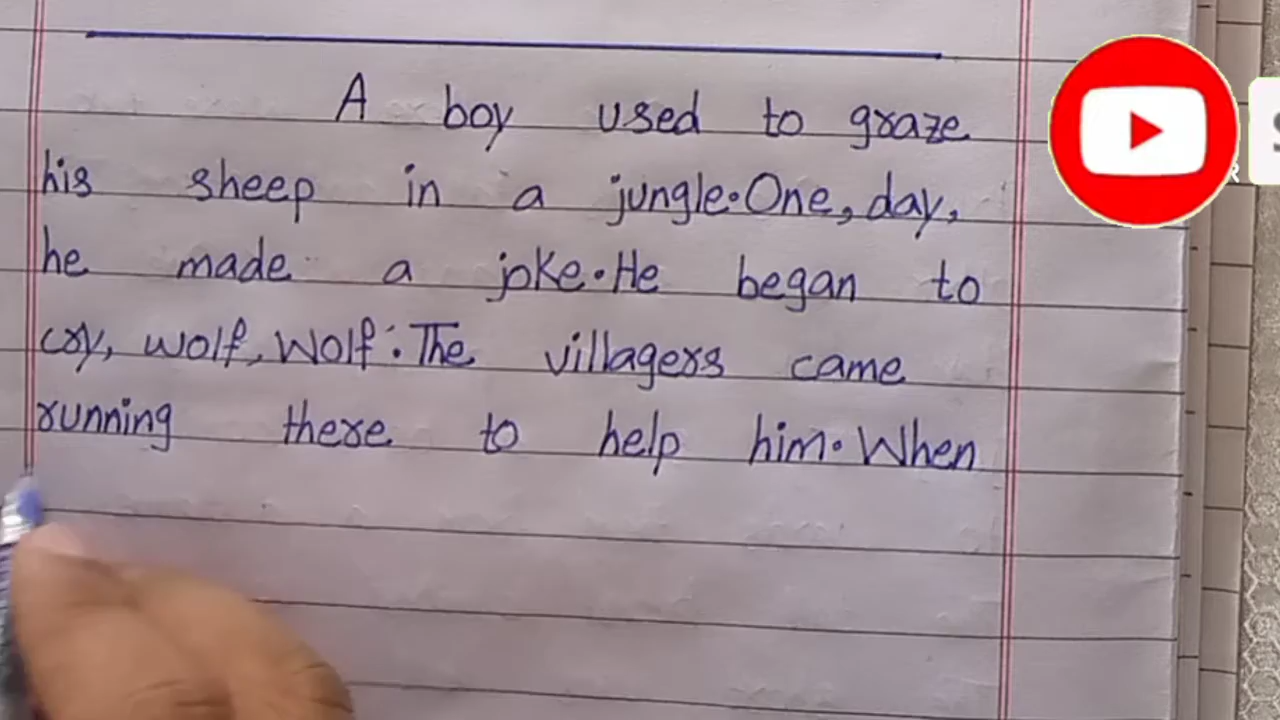 A boy used to graze
his sheep in a jungle. One, day,
he made a joke. He began to
cry, wolf, Wolf'. The villagers came
running there to help him. When